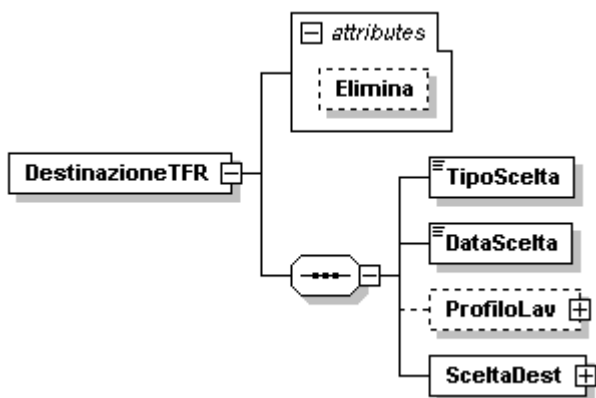 attributes
Elimina
DestinazioneTFR
TipoScelta
DataScelta
ProfiloLav
SceltaDest